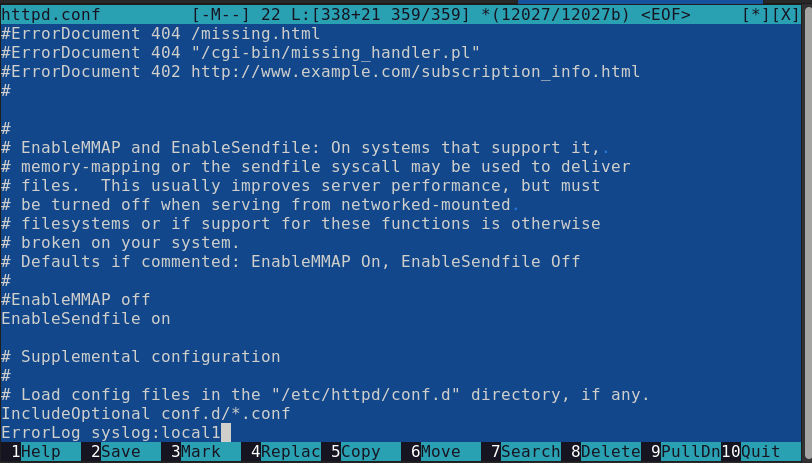 httpd.conf [-M--] 22 L:[338+21 359/359] *(12027/12027b) <EOF> [*][X]
#ErrorDocument 404 /missing.html
#ErrorDocument 404 "/cgi-bin/missing_handler.pl"
#ErrorDocument 402 http://www.example.com/subscription_info.html
#
#
# EnableMMAP and EnableSendfile: On systems that support it,.
# memory-mapping or the sendfile syscall may be used to deliver
# files.  This usually improves server performance, but must
# be turned off when serving from networked-mounted.
# filesystems or if support for these functions is otherwise
# broken on your system.
# Defaults if commented: EnableMMAP On, EnableSendfile Off
#
#EnableMMAP off
EnableSendfile on
# Supplemental configuration
#
# Load config files in the "/etc/httpd/conf.d" directory, if any.
IncludeOptional conf.d/*.conf
ErrorLog syslog:local1
1Help 2Save 3Mark 4Replac 5Copy 6Move 7Search 8Delete 9PullDn 10Quit